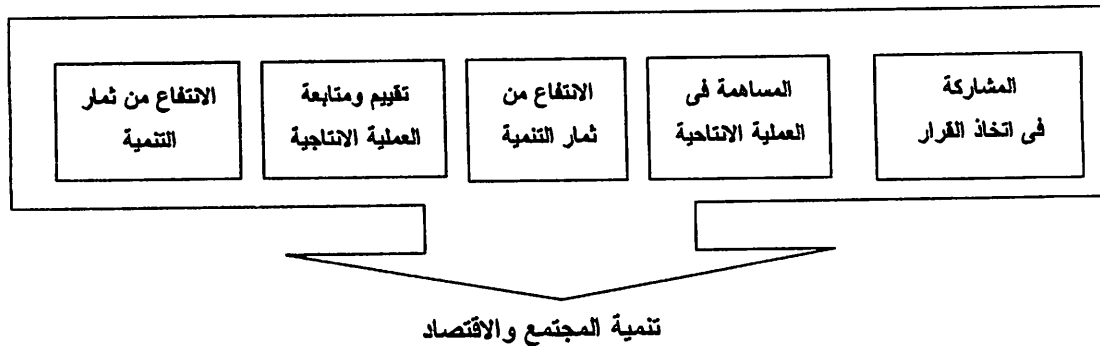 المشاركة
فى اتخاذ القرار
المساهمة فى
العملية الانتاحية
الانتفاع من
ثمار التنمية
تقييم ومتابعة
العملية الانتاجية
الانتفاع من ثمار
التنمية
تنمية المجتمع والاقتصاد